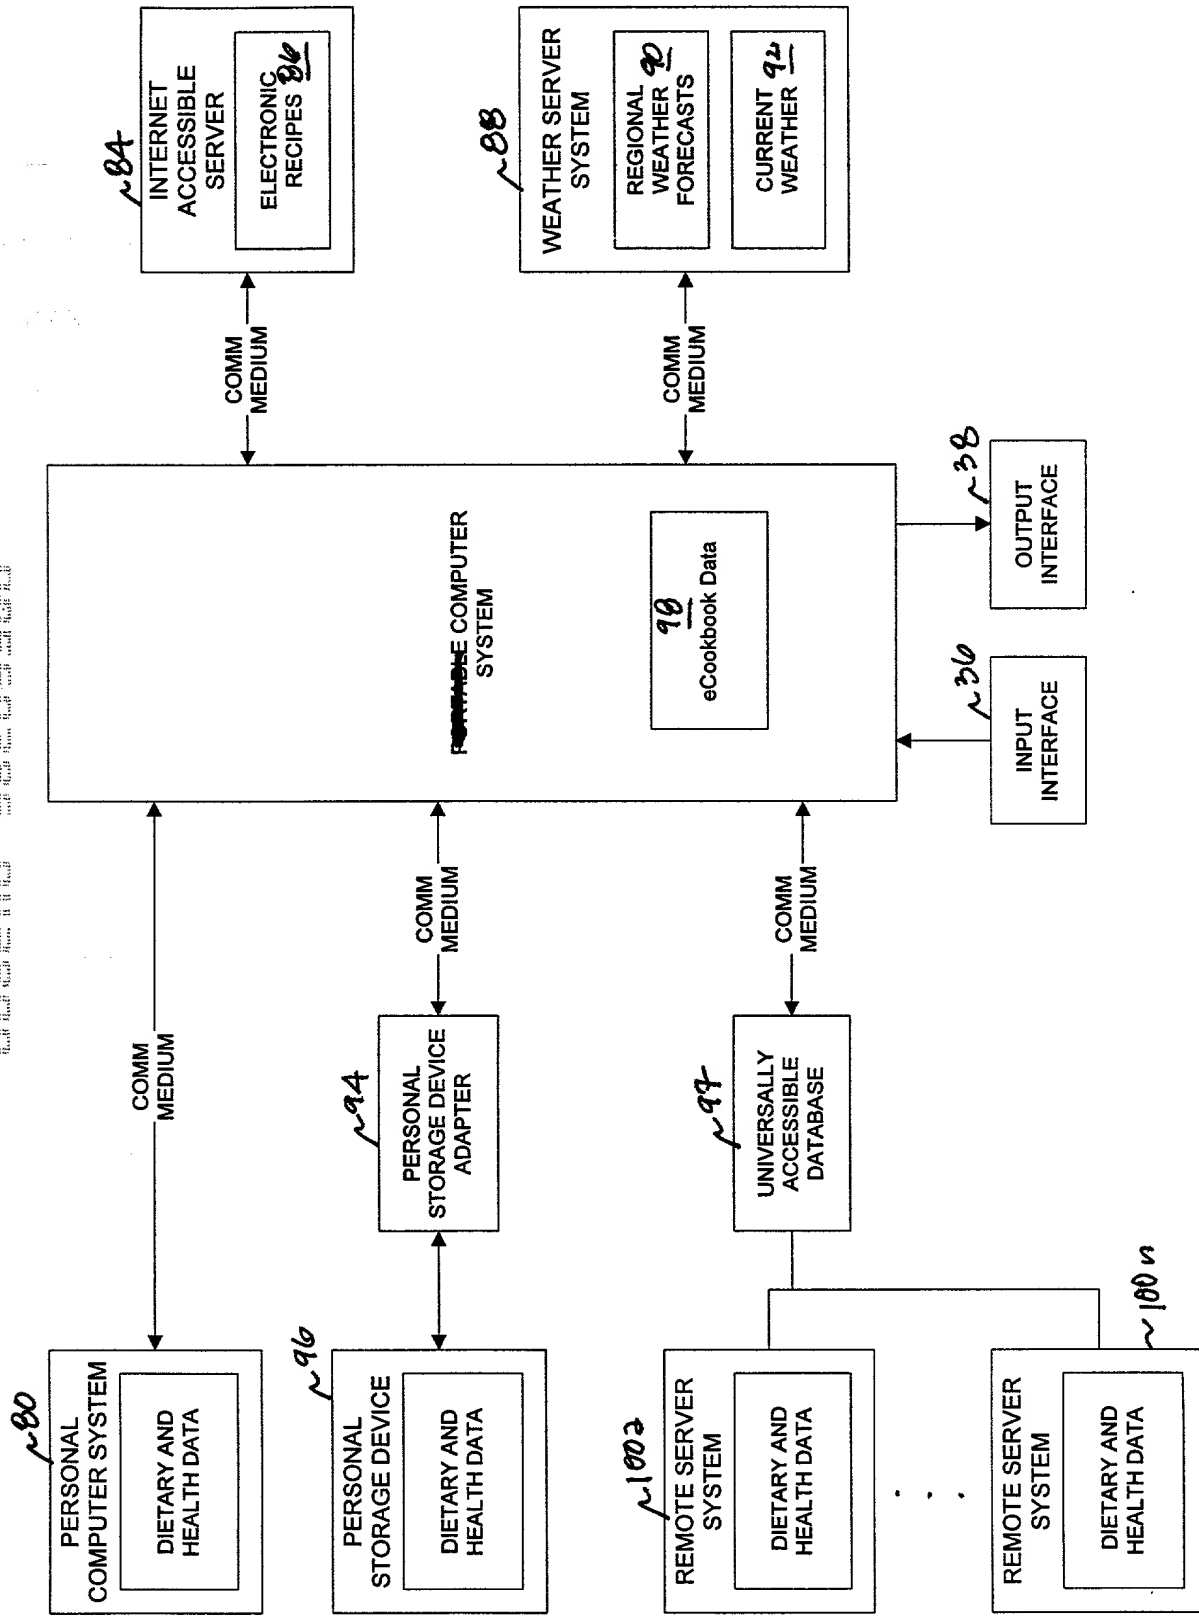 ~80
PERSONAL
COMPUTER SYSTEM
DIETARY AND
HEALTH DATA
COMM
MEDIUM
~96
PERSONAL
STORAGE DEVICE
DIETARY AND
HEALTH DATA
~94
PERSONAL
STORAGE DEVICE
ADAPTER
COMM
MEDIUM
~100a
REMOTE SERVER
SYSTEM
DIETARY AND
HEALTH DATA
. . .
~100n
REMOTE SERVER
SYSTEM
DIETARY AND
HEALTH DATA
~97
UNIVERSALLY
ACCESSIBLE
DATABASE
COMM
MEDIUM
COMPUTER
SYSTEM
98
eCookbook Data
~36
INPUT
INTERFACE
~38
OUTPUT
INTERFACE
COMM
MEDIUM
~84
INTERNET
ACCESSIBLE
SERVER
ELECTRONIC
RECIPES 86
COMM
MEDIUM
~88
WEATHER SERVER
SYSTEM
REGIONAL
WEATHER 90
FORECASTS
CURRENT
WEATHER 92